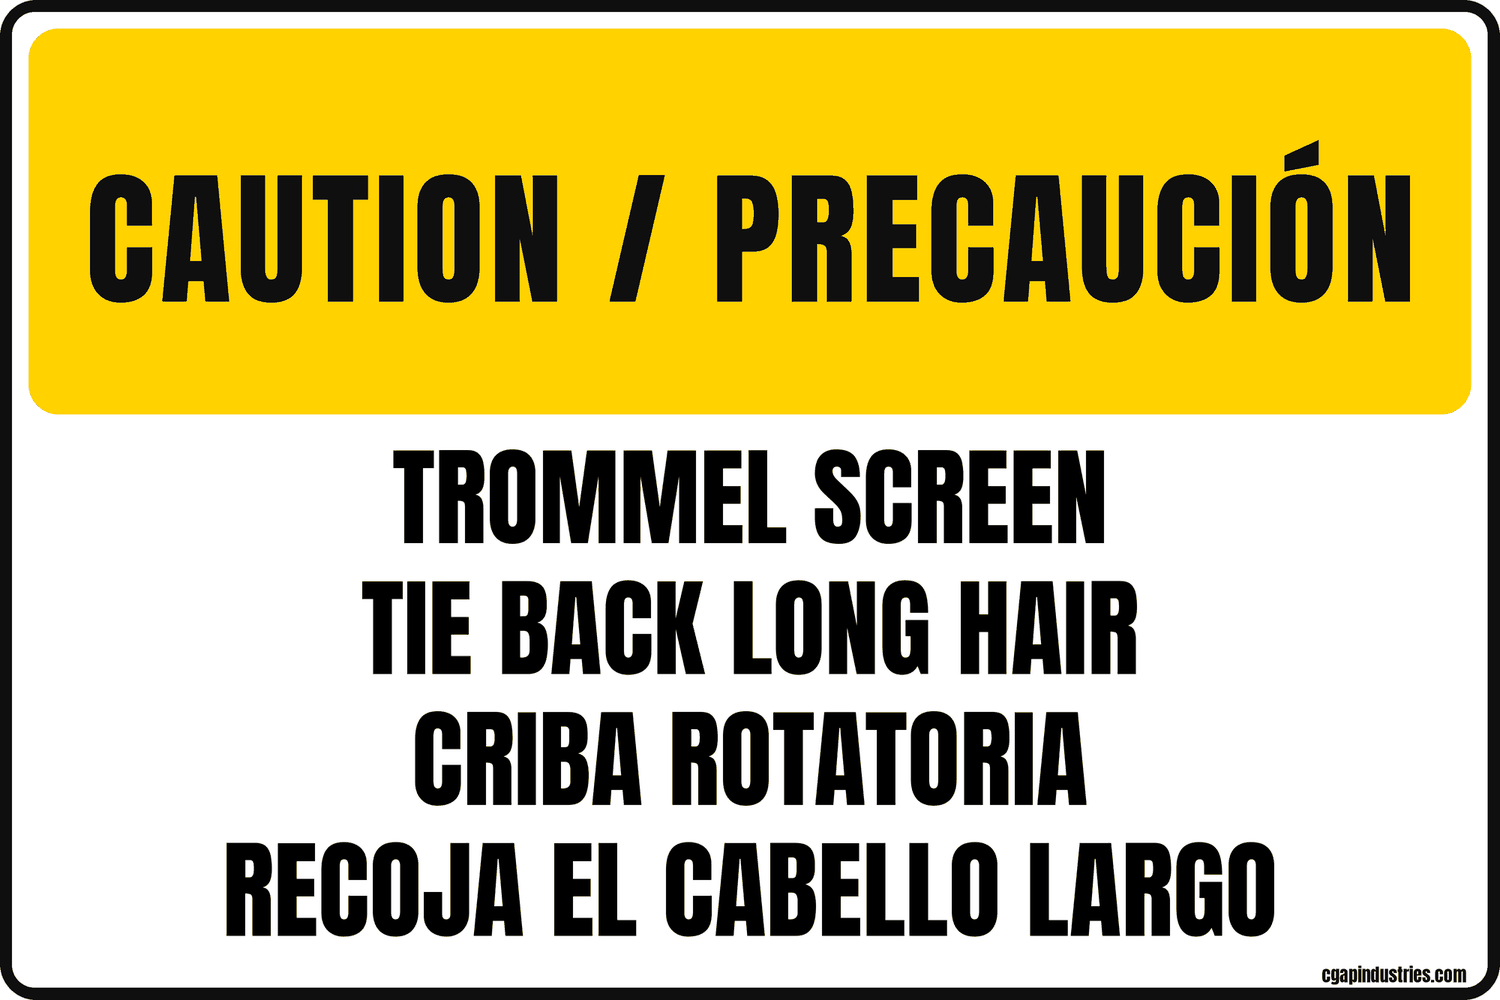 CAUTION / PRECAUCIÓN
TROMMEL SCREEN
TIE BACK LONG HAIR
CRIBA ROTATORIA
RECOJA EL CABELLO LARGO
cgapindustries.com